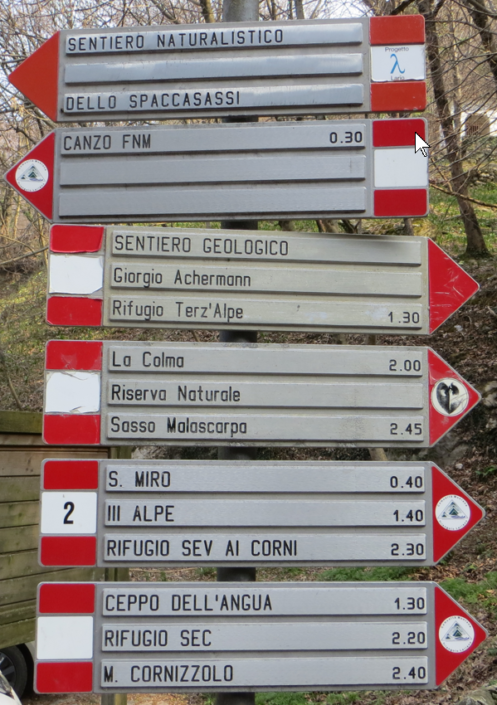 SENTIERO NATURALISTICO
Progetto
λ
Lario
DELLO SPACCASASSI
CANZO FNM 0.30
SENTIERO GEOLOGICO
Giorgio Achermann
Rifugio Terz'Alpe 1.30
La Colma 2.00
Riserva Naturale
Sasso Malascarpa 2.45
2
S. MIRO 0.40
III ALPE 1.40
RIFUGIO SEV AI CORNI 2.30
CEPPO DELL'ANGUA 1.30
RIFUGIO SEC 2.20
M. CORNIZZOLO 2.40